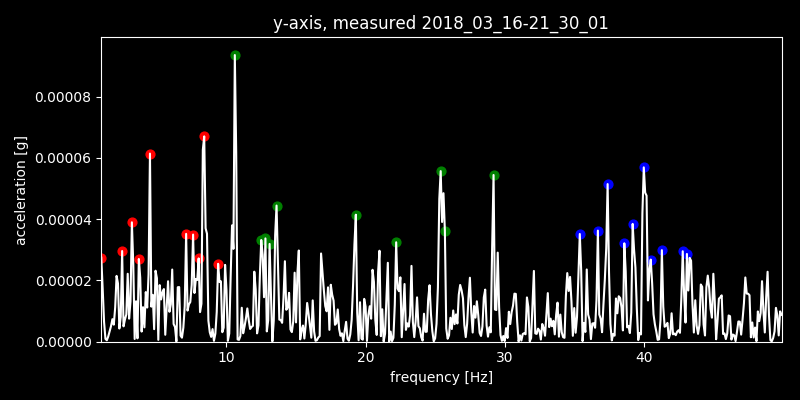 y-axis, measured 2018_03_16-21_30_01
acceleration [g]
0.00008
0.00006
0.00004
0.00002
0.00000
10 20 30 40
frequency [Hz]